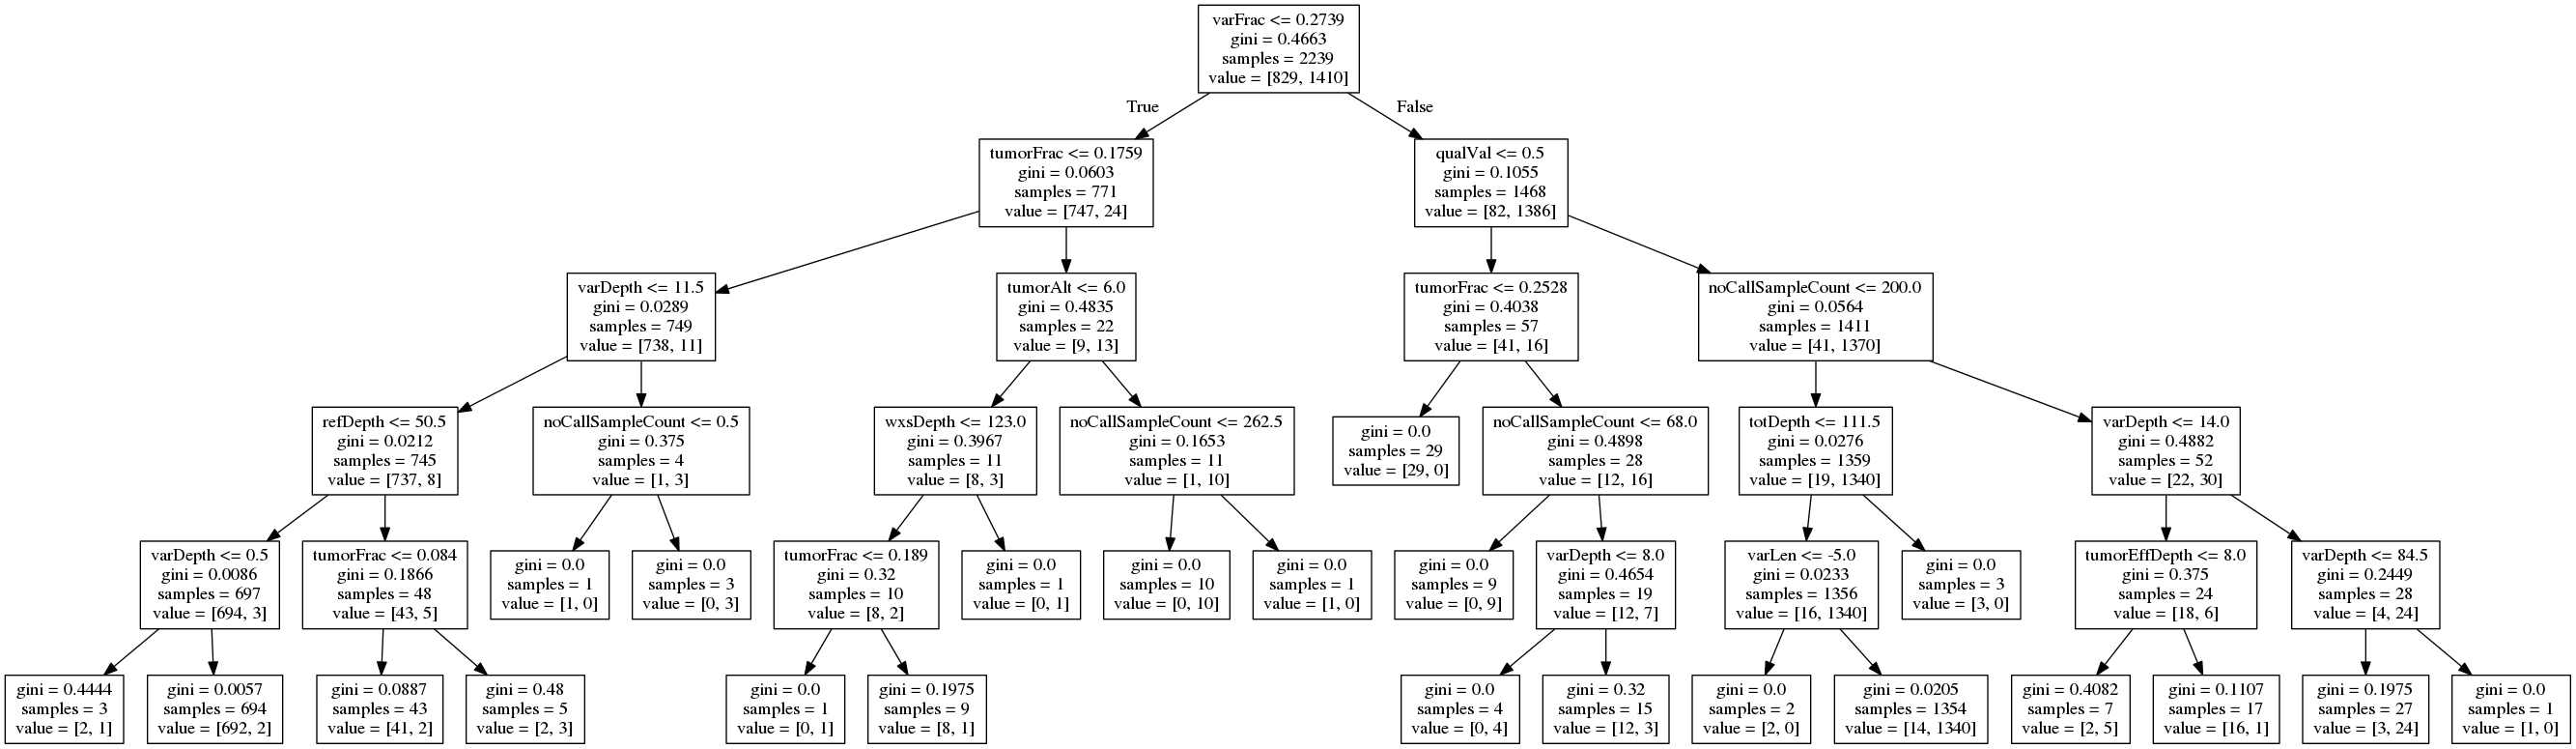 varFrac <= 0.2739
gini = 0.4663
samples = 2239
value = [829, 1410]
True
False
tumorFrac <= 0.1759
gini = 0.0603
samples = 771
value = [747, 24]
qualVal <= 0.5
gini = 0.1055
samples = 1468
value = [82, 1386]
varDepth <= 11.5
gini = 0.0289
samples = 749
value = [738, 11]
tumorAlt <= 6.0
gini = 0.4835
samples = 22
value = [9, 13]
tumorFrac <= 0.2528
gini = 0.4038
samples = 57
value = [41, 16]
noCallSampleCount <= 200.0
gini = 0.0564
samples = 1411
value = [41, 1370]
refDepth <= 50.5
gini = 0.0212
samples = 745
value = [737, 8]
noCallSampleCount <= 0.5
gini = 0.375
samples = 4
value = [1, 3]
wxsDepth <= 123.0
gini = 0.3967
samples = 11
value = [8, 3]
noCallSampleCount <= 262.5
gini = 0.1653
samples = 11
value = [1, 10]
gini = 0.0
samples = 29
value = [29, 0]
noCallSampleCount <= 68.0
gini = 0.4898
samples = 28
value = [12, 16]
totDepth <= 111.5
gini = 0.0276
samples = 1359
value = [19, 1340]
varDepth <= 14.0
gini = 0.4882
samples = 52
value = [22, 30]
varDepth <= 0.5
gini = 0.0086
samples = 697
value = [694, 3]
tumorFrac <= 0.084
gini = 0.1866
samples = 48
value = [43, 5]
gini = 0.0
samples = 1
value = [1, 0]
gini = 0.0
samples = 3
value = [0, 3]
tumorFrac <= 0.189
gini = 0.32
samples = 10
value = [8, 2]
gini = 0.0
samples = 1
value = [0, 1]
gini = 0.0
samples = 10
value = [0, 10]
gini = 0.0
samples = 1
value = [1, 0]
gini = 0.0
samples = 9
value = [0, 9]
varDepth <= 8.0
gini = 0.4654
samples = 19
value = [12, 7]
varLen <= -5.0
gini = 0.0233
samples = 1356
value = [16, 1340]
gini = 0.0
samples = 3
value = [3, 0]
tumorEffDepth <= 8.0
gini = 0.375
samples = 24
value = [18, 6]
varDepth <= 84.5
gini = 0.2449
samples = 28
value = [4, 24]
gini = 0.4444
samples = 3
value = [2, 1]
gini = 0.0057
samples = 694
value = [692, 2]
gini = 0.0887
samples = 43
value = [41, 2]
gini = 0.48
samples = 5
value = [2, 3]
gini = 0.0
samples = 1
value = [0, 1]
gini = 0.1975
samples = 9
value = [8, 1]
gini = 0.0
samples = 4
value = [0, 4]
gini = 0.32
samples = 15
value = [12, 3]
gini = 0.0
samples = 2
value = [2, 0]
gini = 0.0205
samples = 1354
value = [14, 1340]
gini = 0.4082
samples = 7
value = [2, 5]
gini = 0.1107
samples = 17
value = [16, 1]
gini = 0.1975
samples = 27
value = [3, 24]
gini = 0.0
samples = 1
value = [1, 0]